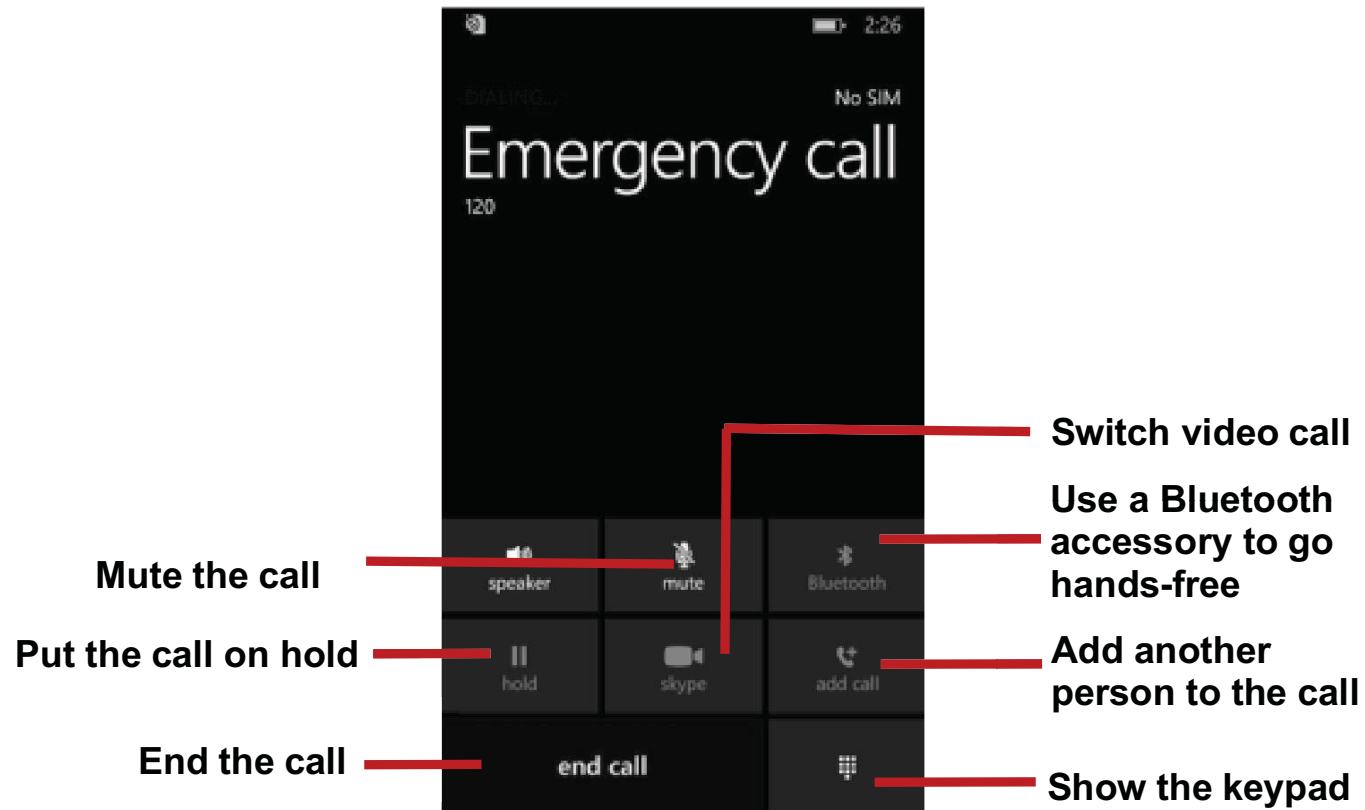 2:26
DIALING...
No SIM
Emergency call
120
Switch video call
Use a Bluetooth
accessory to go
hands-free
Mute the call
speaker
mute
Bluetooth
Put the call on hold
hold
skype
add call
Add another
person to the call
End the call
end call
Show the keypad